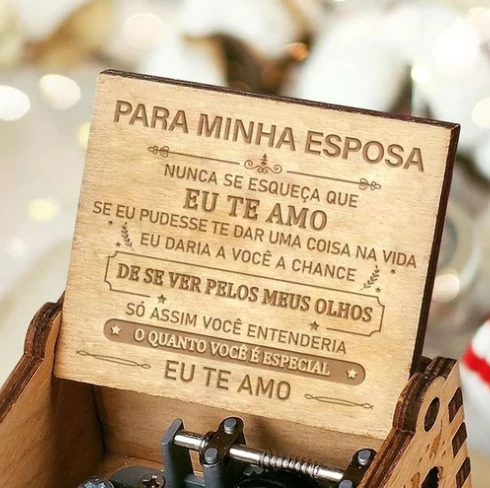 PARA MINHA ESPOSA
NUNCA SE ESQUEÇA QUE
EU TE AMO
SE EU PUDESSE TE DAR UMA COISA NA VIDA
EU DARIA A VOCÊ A CHANCE
DE SE VER PELOS MEUS OLHOS
SÓ ASSIM VOCÊ ENTENDERIA
O QUANTO VOCÊ É ESPECIAL
EU TE AMO